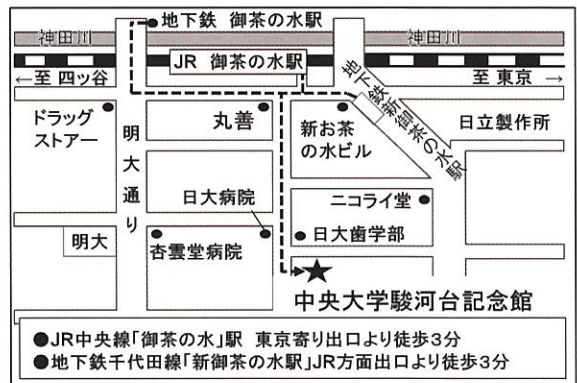 地下鉄 御茶の水駅
神田川
神田川
JR 御茶の水駅
←至 四ッ谷
至 東京 →
地下鉄新御茶の水駅
ドラッグ
ストアー
明大通り
丸善
新お茶
の水ビル
日立製作所
日大病院
ニコライ堂
明大
杏雲堂病院
日大歯学部
中央大学駿河台記念館
●JR中央線「御茶の水」駅 東京寄り出口より徒歩3分
●地下鉄千代田線「新御茶の水駅」JR方面出口より徒歩3分